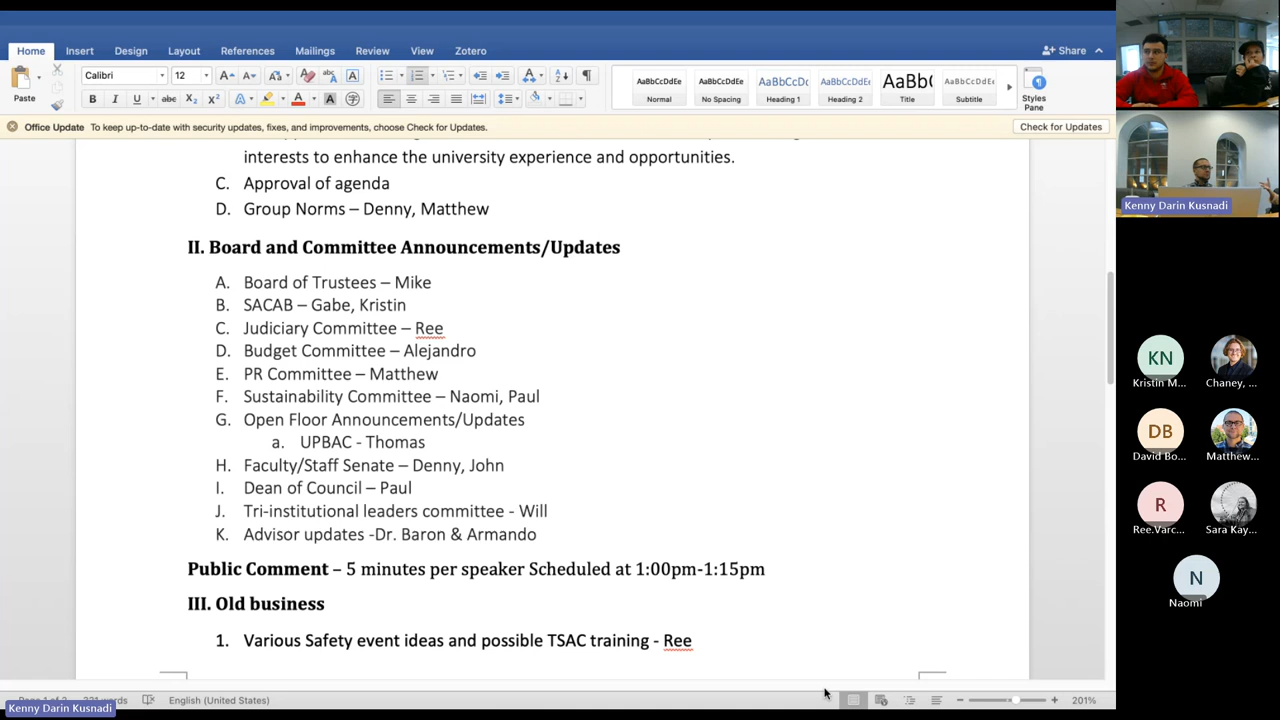 Home Insert Design Layout References Mailings Review View Zotero Share
Paste
Calibri 12
AaBbCcDdEe AaBbCcDdEe AaBbCcDc AaBbCcDdEe AaBb( AaBbCcDdEe
Normal No Spacing Heading 1 Heading 2 Title Subtitle Styles Pane
Office Update To keep up-to-date with security updates, fixes, and improvements, choose Check for Updates. Check for Updates
interests to enhance the university experience and opportunities.
C. Approval of agenda
D. Group Norms – Denny, Matthew
II. Board and Committee Announcements/Updates
A. Board of Trustees – Mike
B. SACAB – Gabe, Kristin
C. Judiciary Committee – Ree
D. Budget Committee – Alejandro
E. PR Committee – Matthew
F. Sustainability Committee – Naomi, Paul
G. Open Floor Announcements/Updates
a. UPBAC - Thomas
H. Faculty/Staff Senate – Denny, John
I. Dean of Council – Paul
J. Tri-institutional leaders committee - Will
K. Advisor updates -Dr. Baron & Armando
Public Comment – 5 minutes per speaker Scheduled at 1:00pm-1:15pm
III. Old business
1. Various Safety event ideas and possible TSAC training - Ree
English (United States) 201%
Kenny Darin Kusnadi
Kenny Darin Kusnadi
KN
Kristin M... Chaney, ...
DB
David Bo... Matthew...
R
Ree.Varc... Sara Kay...
N
Naomi